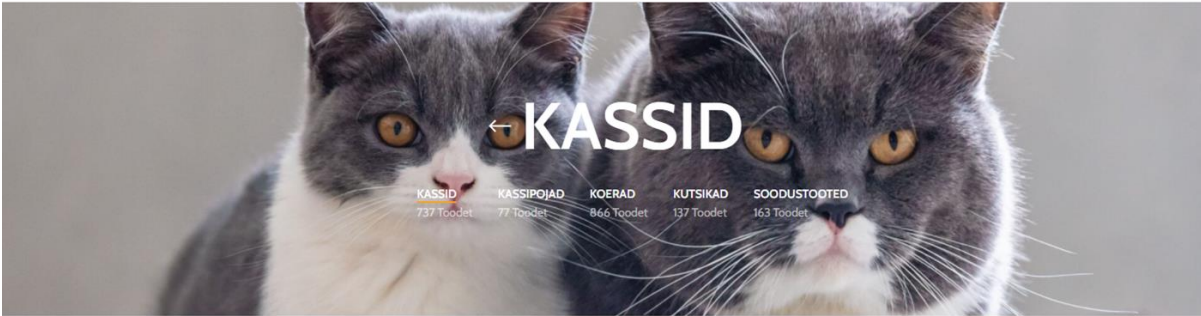 ← KASSID
KASSID KASSIPOJAD KOERAD KUTSIKAD SOODUSTOOTED
737 Toodet 77 Toodet 866 Toodet 137 Toodet 163 Toodet